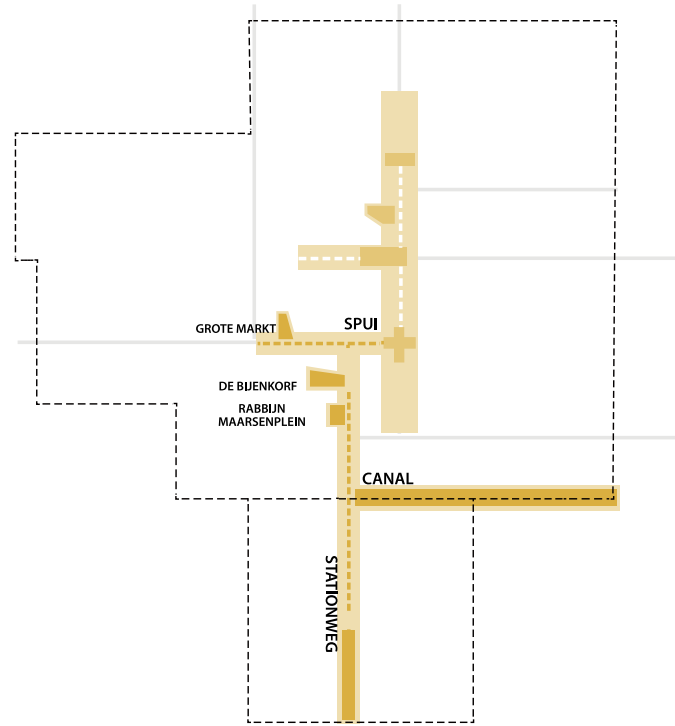 SPUI
GROTE MARKT
DE BIJENKORF
RABBIJN
MAARSENPLEIN
CANAL
STATIONWEG